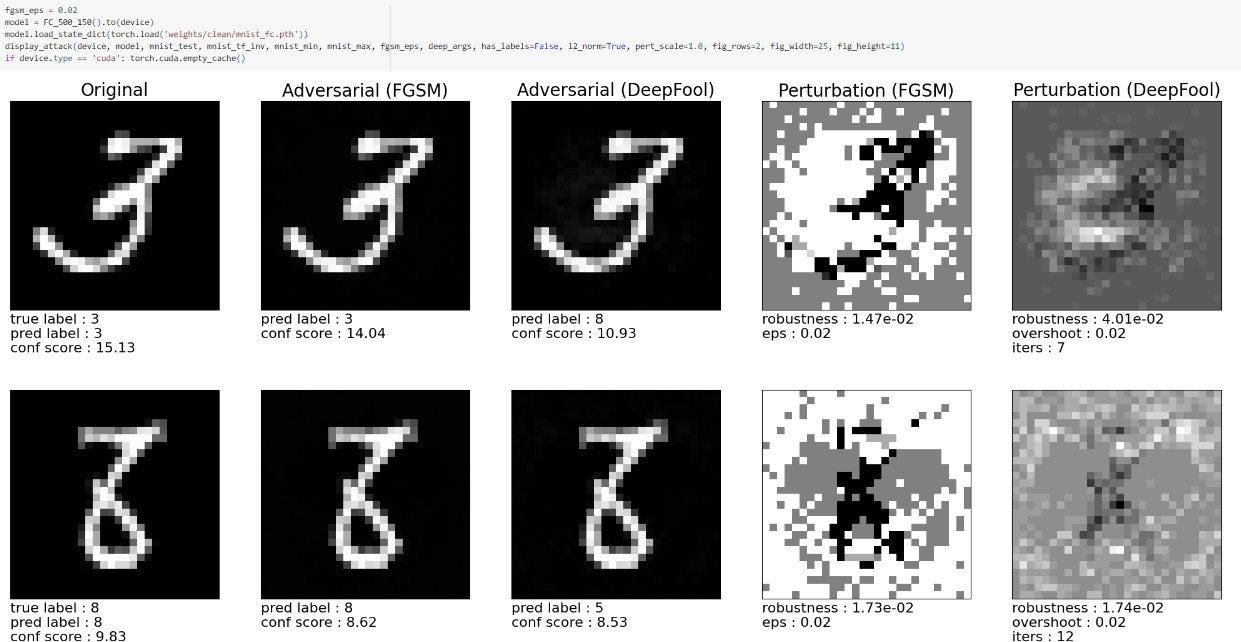 fgsm_eps = 0.02
model = FC_500_150().to(device)
model.load_state_dict(torch.load('weights/clean/mnist_fc.pth'))
display_attack(device, model, mnist_test, mnist_tf_inv, mnist_min, mnist_max, fgsm_eps, deep_args, has_labels=False, l2_norm=True, pert_scale=1.0, fig_rows=2, fig_width=25, fig_height=11)
if device.type == 'cuda': torch.cuda.empty_cache()
Original
Adversarial (FGSM)
Adversarial (DeepFool)
Perturbation (FGSM)
Perturbation (DeepFool)
true label : 3
pred label : 3
conf score : 15.13
pred label : 3
conf score : 14.04
pred label : 8
conf score : 10.93
robustness : 1.47e-02
eps : 0.02
robustness : 4.01e-02
overshoot : 0.02
iters : 7
true label : 8
pred label : 8
conf score : 9.83
pred label : 8
conf score : 8.62
pred label : 5
conf score : 8.53
robustness : 1.73e-02
eps : 0.02
robustness : 1.74e-02
overshoot : 0.02
iters : 12